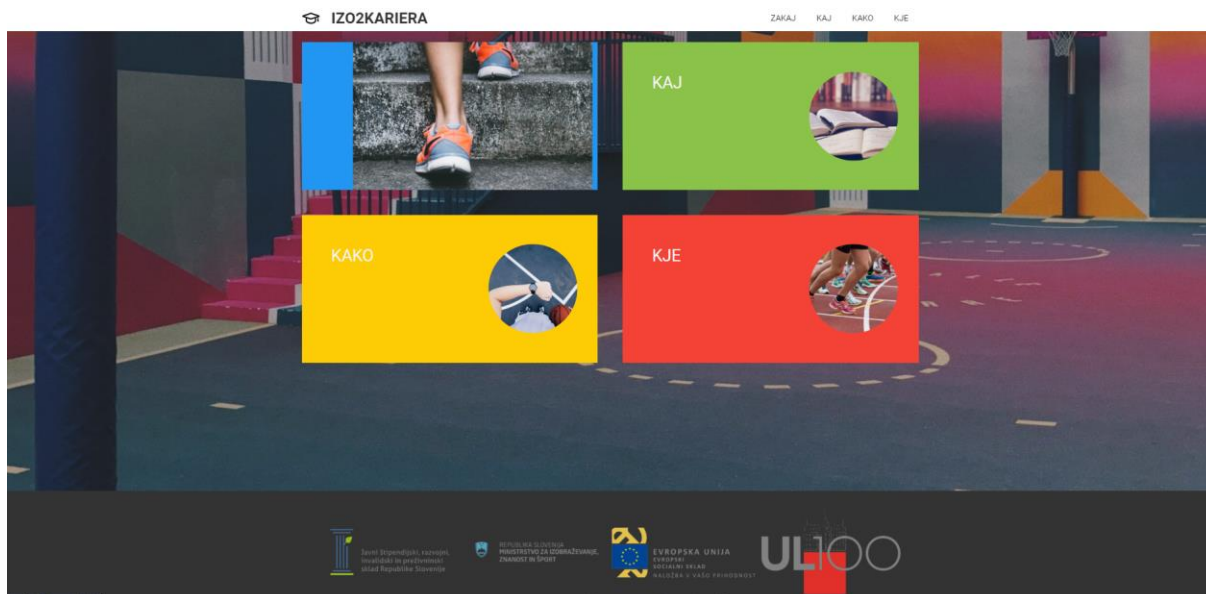 IZO2KARIERA
ZAKAJ KAJ KAKO KJE
KAJ
KAKO
KJE
Javni štipendijski, razvojni,
invalidski in preživninski
sklad Republike Slovenije
REPUBLIKA SLOVENIJA
MINISTRSTVO ZA IZOBRAŽEVANJE,
ZNANOST IN ŠPORT
EVROPSKA UNIJA
EVROPSKI
SOCIALNI SKLAD
NALOŽBA V VAŠO PRIHODNOST
UL100